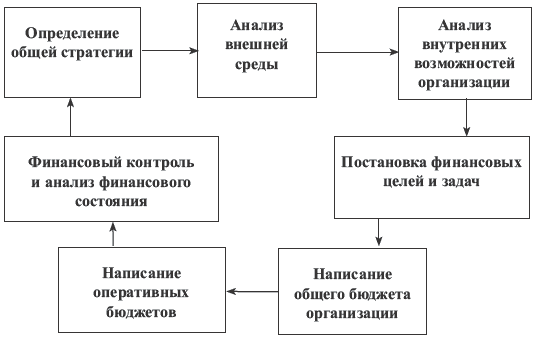 Определение
общей стратегии
Анализ
внешней
среды
Анализ
внутренних
возможностей
организации
Постановка финансовых
целей и задач
Написание
общего бюджета
организации
Написание
оперативных
бюджетов
Финансовый контроль
и анализ финансового
состояния